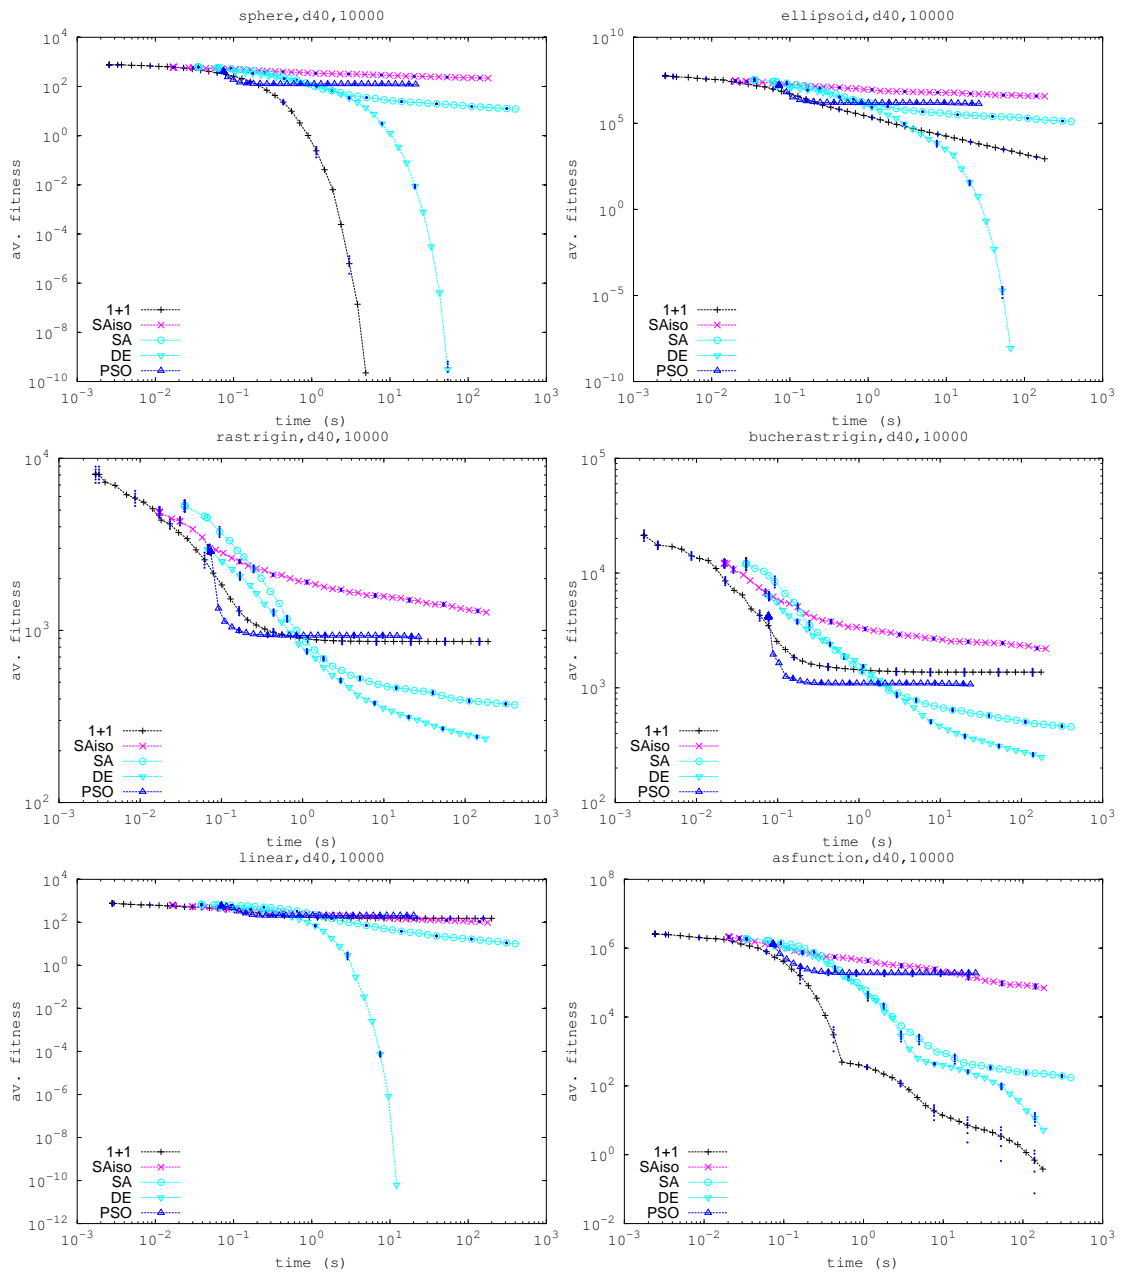 sphere,d40,10000
av. fitness
10^4
10^2
10^0
10^-2
10^-4
10^-6
10^-8
10^-10
1+1
SAiso
SA
DE
PSO
10^-3 10^-2 10^-1 10^0 10^1 10^2 10^3
time (s)
ellipsoid,d40,10000
av. fitness
10^10
10^5
10^0
10^-5
10^-10
1+1
SAiso
SA
DE
PSO
10^-3 10^-2 10^-1 10^0 10^1 10^2 10^3
time (s)
rastrigin,d40,10000
av. fitness
10^4
10^3
10^2
1+1
SAiso
SA
DE
PSO
10^-3 10^-2 10^-1 10^0 10^1 10^2 10^3
time (s)
bucherastrigin,d40,10000
av. fitness
10^5
10^4
10^3
10^2
1+1
SAiso
SA
DE
PSO
10^-3 10^-2 10^-1 10^0 10^1 10^2 10^3
time (s)
linear,d40,10000
av. fitness
10^4
10^2
10^0
10^-2
10^-4
10^-6
10^-8
10^-10
10^-12
1+1
SAiso
SA
DE
PSO
10^-3 10^-2 10^-1 10^0 10^1 10^2 10^3
time (s)
asfunction,d40,10000
av. fitness
10^8
10^6
10^4
10^2
10^0
10^-2
1+1
SAiso
SA
DE
PSO
10^-3 10^-2 10^-1 10^0 10^1 10^2 10^3
time (s)